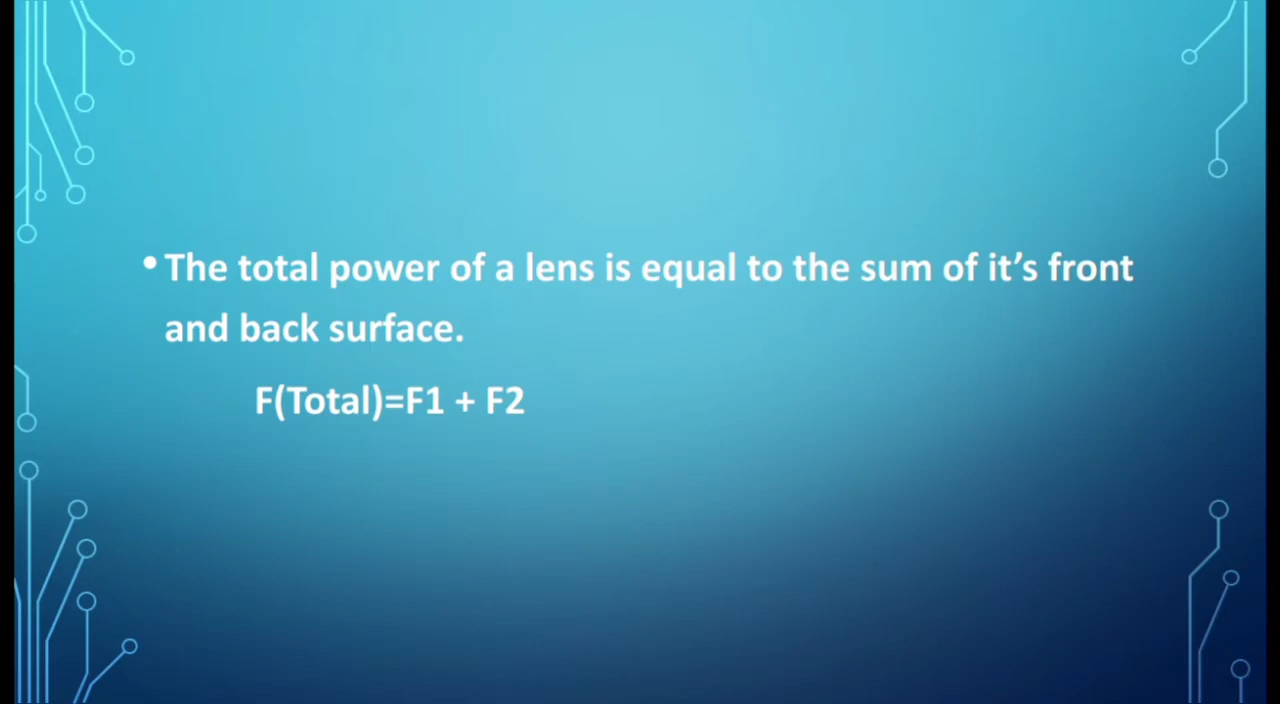 • The total power of a lens is equal to the sum of it’s front
and back surface.
F(Total)=F1 + F2